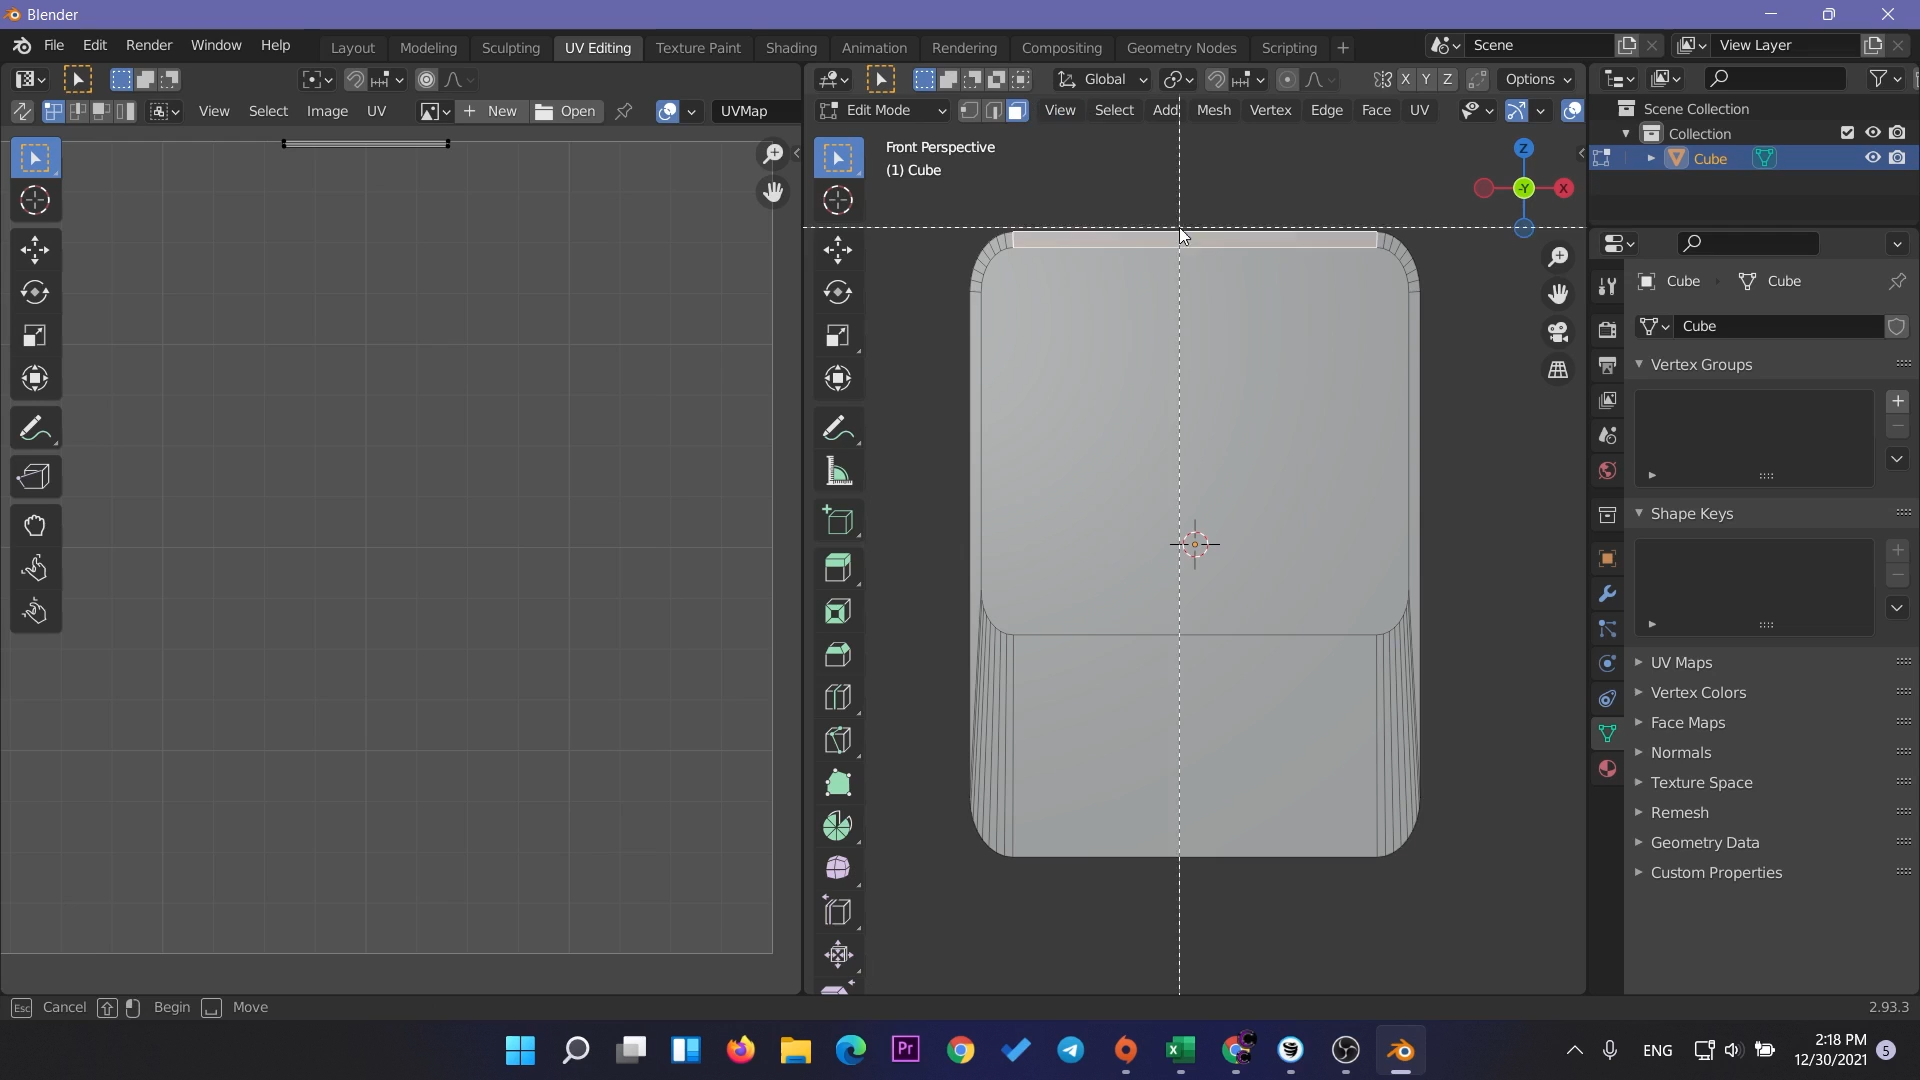 Blender
File Edit Render Window Help Layout Modeling Sculpting UV Editing Texture Paint Shading Animation Rendering Compositing Geometry Nodes Scripting + Scene View Layer
Global X Y Z Options
View Select Image UV + New Open UVMap Edit Mode View Select Add Mesh Vertex Edge Face UV
Scene Collection
Collection
Cube
Front Perspective
(1) Cube
Z
-Y X
Cube Cube
Cube
Vertex Groups
Shape Keys
UV Maps
Vertex Colors
Face Maps
Normals
Texture Space
Remesh
Geometry Data
Custom Properties
Esc Cancel Begin Move 2.93.3
Pr
ENG
2:18 PM
12/30/2021 5